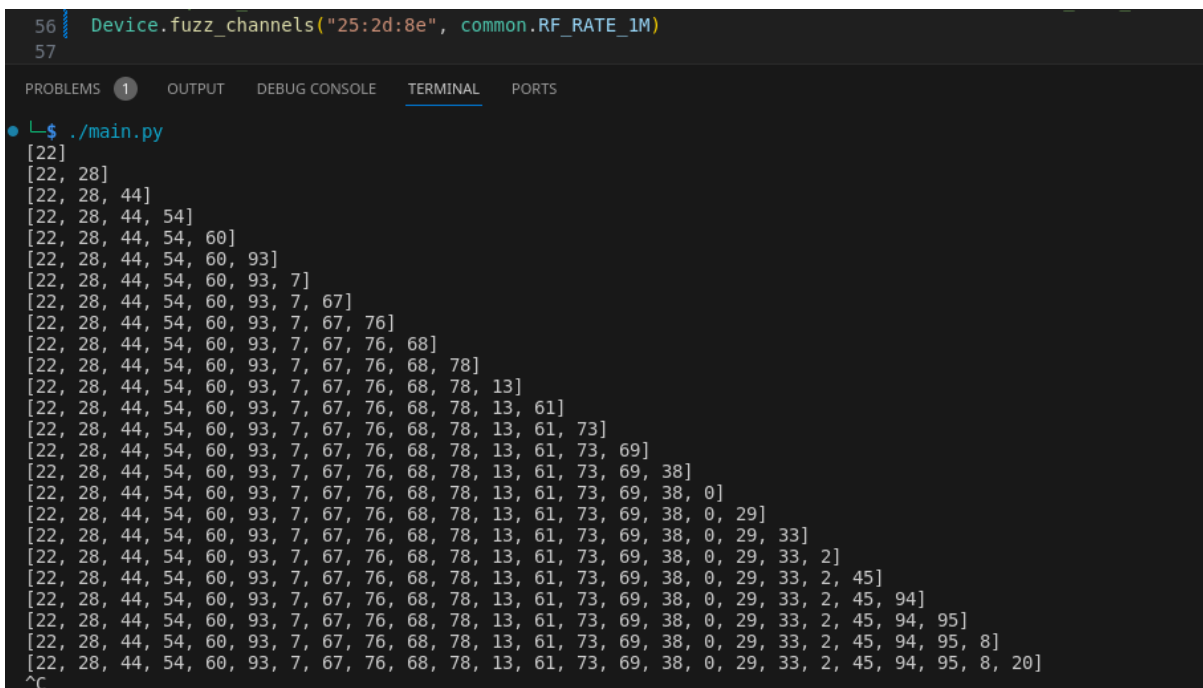 56 Device.fuzz_channels("25:2d:8e", common.RF_RATE_1M)
57
PROBLEMS 1 OUTPUT DEBUG CONSOLE TERMINAL PORTS
└─$ ./main.py
[22]
[22, 28]
[22, 28, 44]
[22, 28, 44, 54]
[22, 28, 44, 54, 60]
[22, 28, 44, 54, 60, 93]
[22, 28, 44, 54, 60, 93, 7]
[22, 28, 44, 54, 60, 93, 7, 67]
[22, 28, 44, 54, 60, 93, 7, 67, 76]
[22, 28, 44, 54, 60, 93, 7, 67, 76, 68]
[22, 28, 44, 54, 60, 93, 7, 67, 76, 68, 78]
[22, 28, 44, 54, 60, 93, 7, 67, 76, 68, 78, 13]
[22, 28, 44, 54, 60, 93, 7, 67, 76, 68, 78, 13, 61]
[22, 28, 44, 54, 60, 93, 7, 67, 76, 68, 78, 13, 61, 73]
[22, 28, 44, 54, 60, 93, 7, 67, 76, 68, 78, 13, 61, 73, 69]
[22, 28, 44, 54, 60, 93, 7, 67, 76, 68, 78, 13, 61, 73, 69, 38]
[22, 28, 44, 54, 60, 93, 7, 67, 76, 68, 78, 13, 61, 73, 69, 38, 0]
[22, 28, 44, 54, 60, 93, 7, 67, 76, 68, 78, 13, 61, 73, 69, 38, 0, 29]
[22, 28, 44, 54, 60, 93, 7, 67, 76, 68, 78, 13, 61, 73, 69, 38, 0, 29, 33]
[22, 28, 44, 54, 60, 93, 7, 67, 76, 68, 78, 13, 61, 73, 69, 38, 0, 29, 33, 2]
[22, 28, 44, 54, 60, 93, 7, 67, 76, 68, 78, 13, 61, 73, 69, 38, 0, 29, 33, 2, 45]
[22, 28, 44, 54, 60, 93, 7, 67, 76, 68, 78, 13, 61, 73, 69, 38, 0, 29, 33, 2, 45, 94]
[22, 28, 44, 54, 60, 93, 7, 67, 76, 68, 78, 13, 61, 73, 69, 38, 0, 29, 33, 2, 45, 94, 95]
[22, 28, 44, 54, 60, 93, 7, 67, 76, 68, 78, 13, 61, 73, 69, 38, 0, 29, 33, 2, 45, 94, 95, 8]
[22, 28, 44, 54, 60, 93, 7, 67, 76, 68, 78, 13, 61, 73, 69, 38, 0, 29, 33, 2, 45, 94, 95, 8, 20]
^C